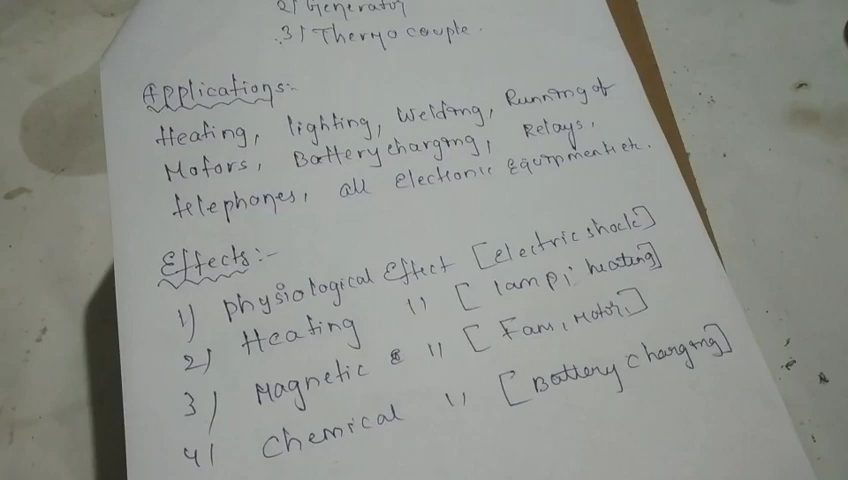 2) Generator
3) Thermo couple.
Applications:-
Heating, lighting, Welding, Running of
Motors, Battery charging, Relays,
telephones, all electronic equipment etc.
Effects:-
1) physiological Effect [electric shock]
2) Heating " [lamp, heating]
3) Magnetic " [Fan, Motor,]
4) Chemical " [Battery charging]